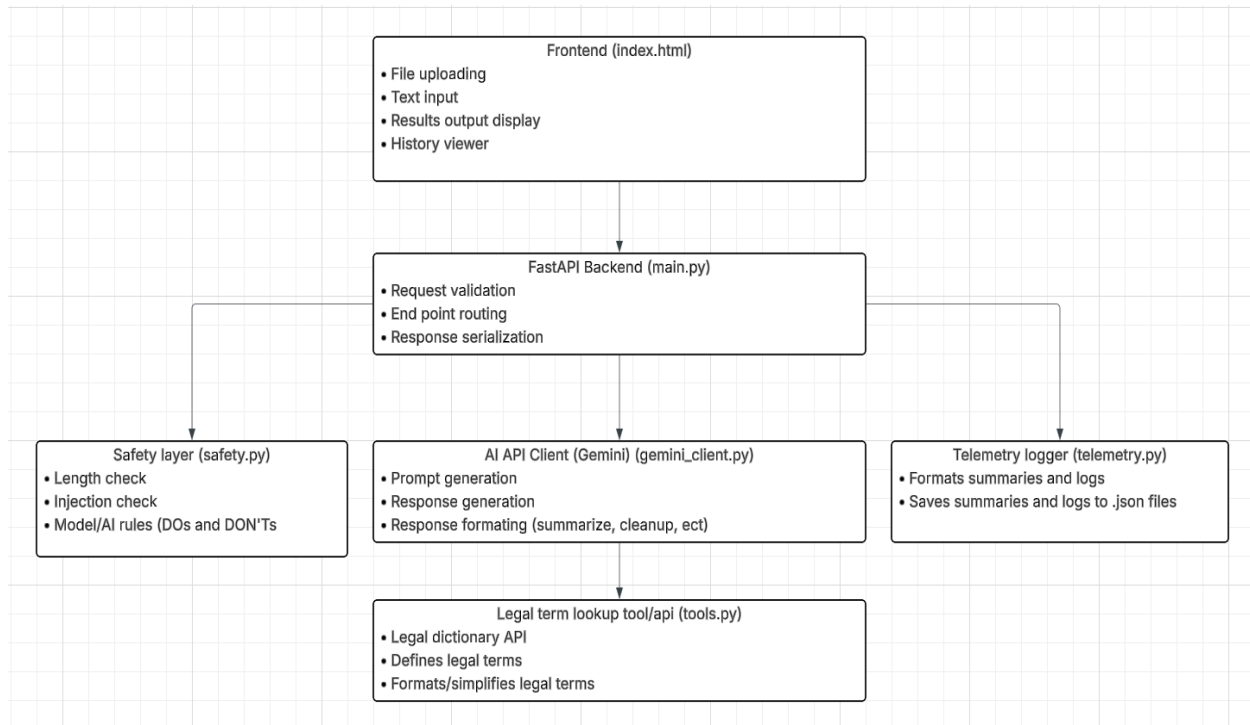 Frontend (index.html)
• File uploading
• Text input
• Results output display
• History viewer
FastAPI Backend (main.py)
• Request validation
• End point routing
• Response serialization
Safety layer (safety.py)
• Length check
• Injection check
• Model/AI rules (DOs and DON'Ts
AI API Client (Gemini) (gemini_client.py)
• Prompt generation
• Response generation
• Response formating (summarize, cleanup, ect)
Telemetry logger (telemetry.py)
• Formats summaries and logs
• Saves summaries and logs to .json files
Legal term lookup tool/api (tools.py)
• Legal dictionary API
• Defines legal terms
• Formats/simplifies legal terms